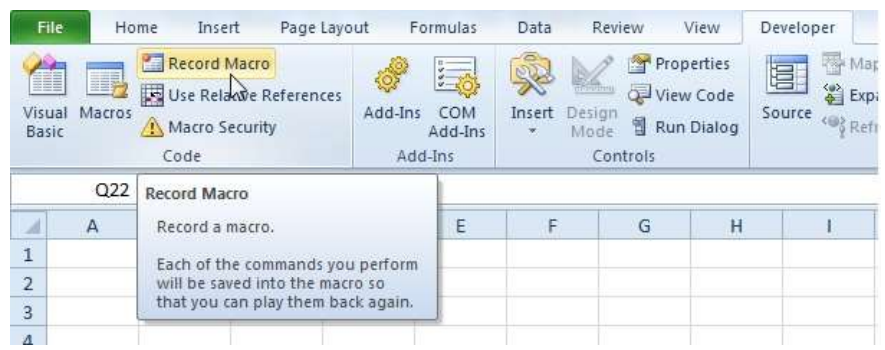 File Home Insert Page Layout Formulas Data Review View Developer
Record Macro
Use Relative References
Macro Security
Visual Basic
Macros
Code
Add-Ins
COM Add-Ins
Add-Ins
Insert
Design Mode
Properties
View Code
Run Dialog
Controls
Source
Map
Expa
Refr
Q22
Record Macro
Record a macro.
Each of the commands you perform
will be saved into the macro so
that you can play them back again.
A E F G H I
1
2
3
4